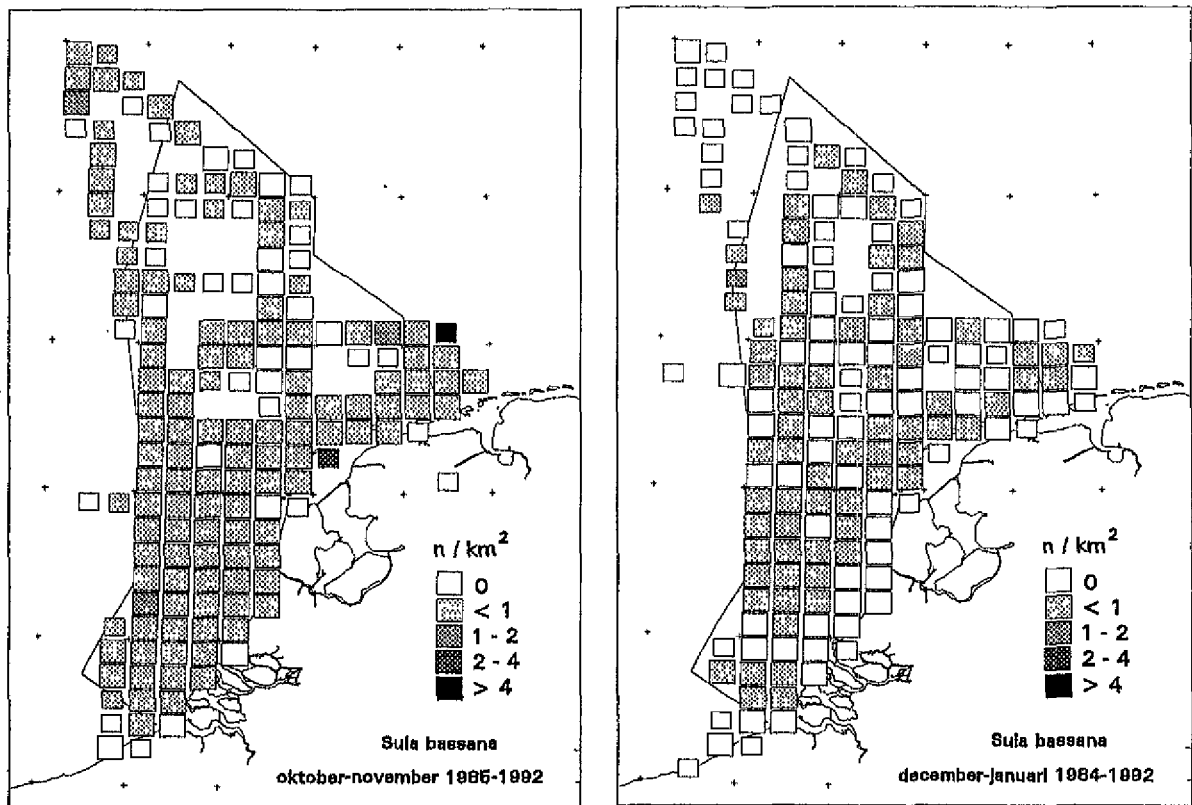 n / km²
0
< 1
1 - 2
2 - 4
> 4
Sula bassana
oktober-november 1985-1992
n / km²
0
< 1
1 - 2
2 - 4
> 4
Sula bassana
december-januari 1984-1992